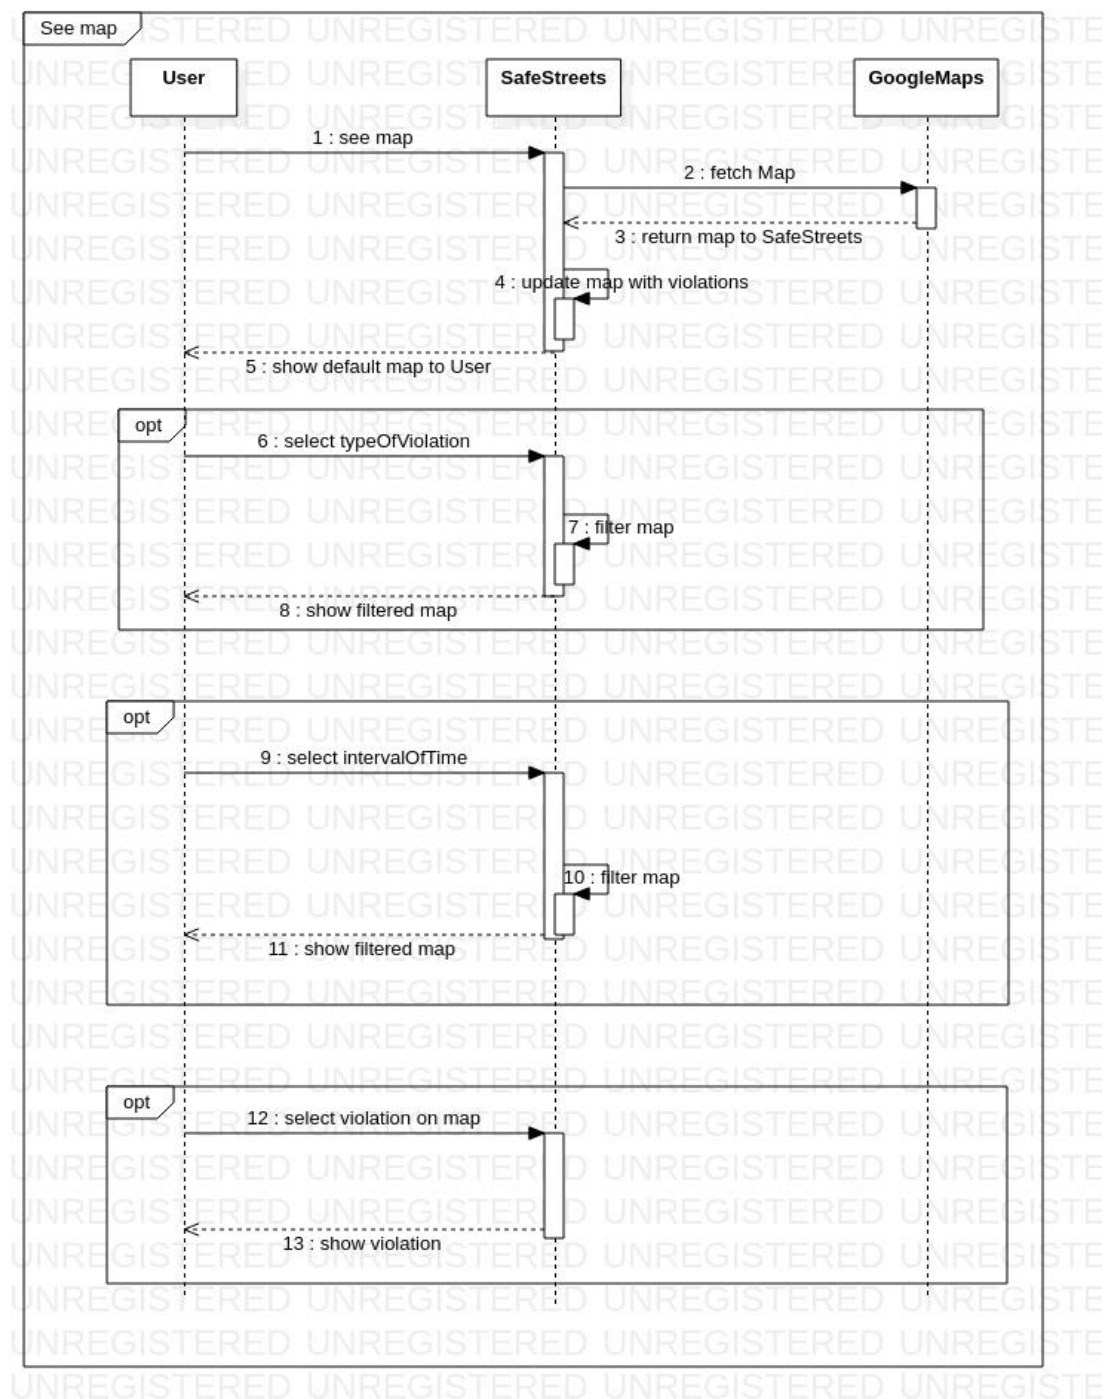 See map
User
SafeStreets
GoogleMaps
1 : see map
2 : fetch Map
3 : return map to SafeStreets
4 : update map with violations
5 : show default map to User
opt
6 : select typeOfViolation
7 : filter map
8 : show filtered map
opt
9 : select intervalOfTime
10 : filter map
11 : show filtered map
opt
12 : select violation on map
13 : show violation
UNREGISTERED